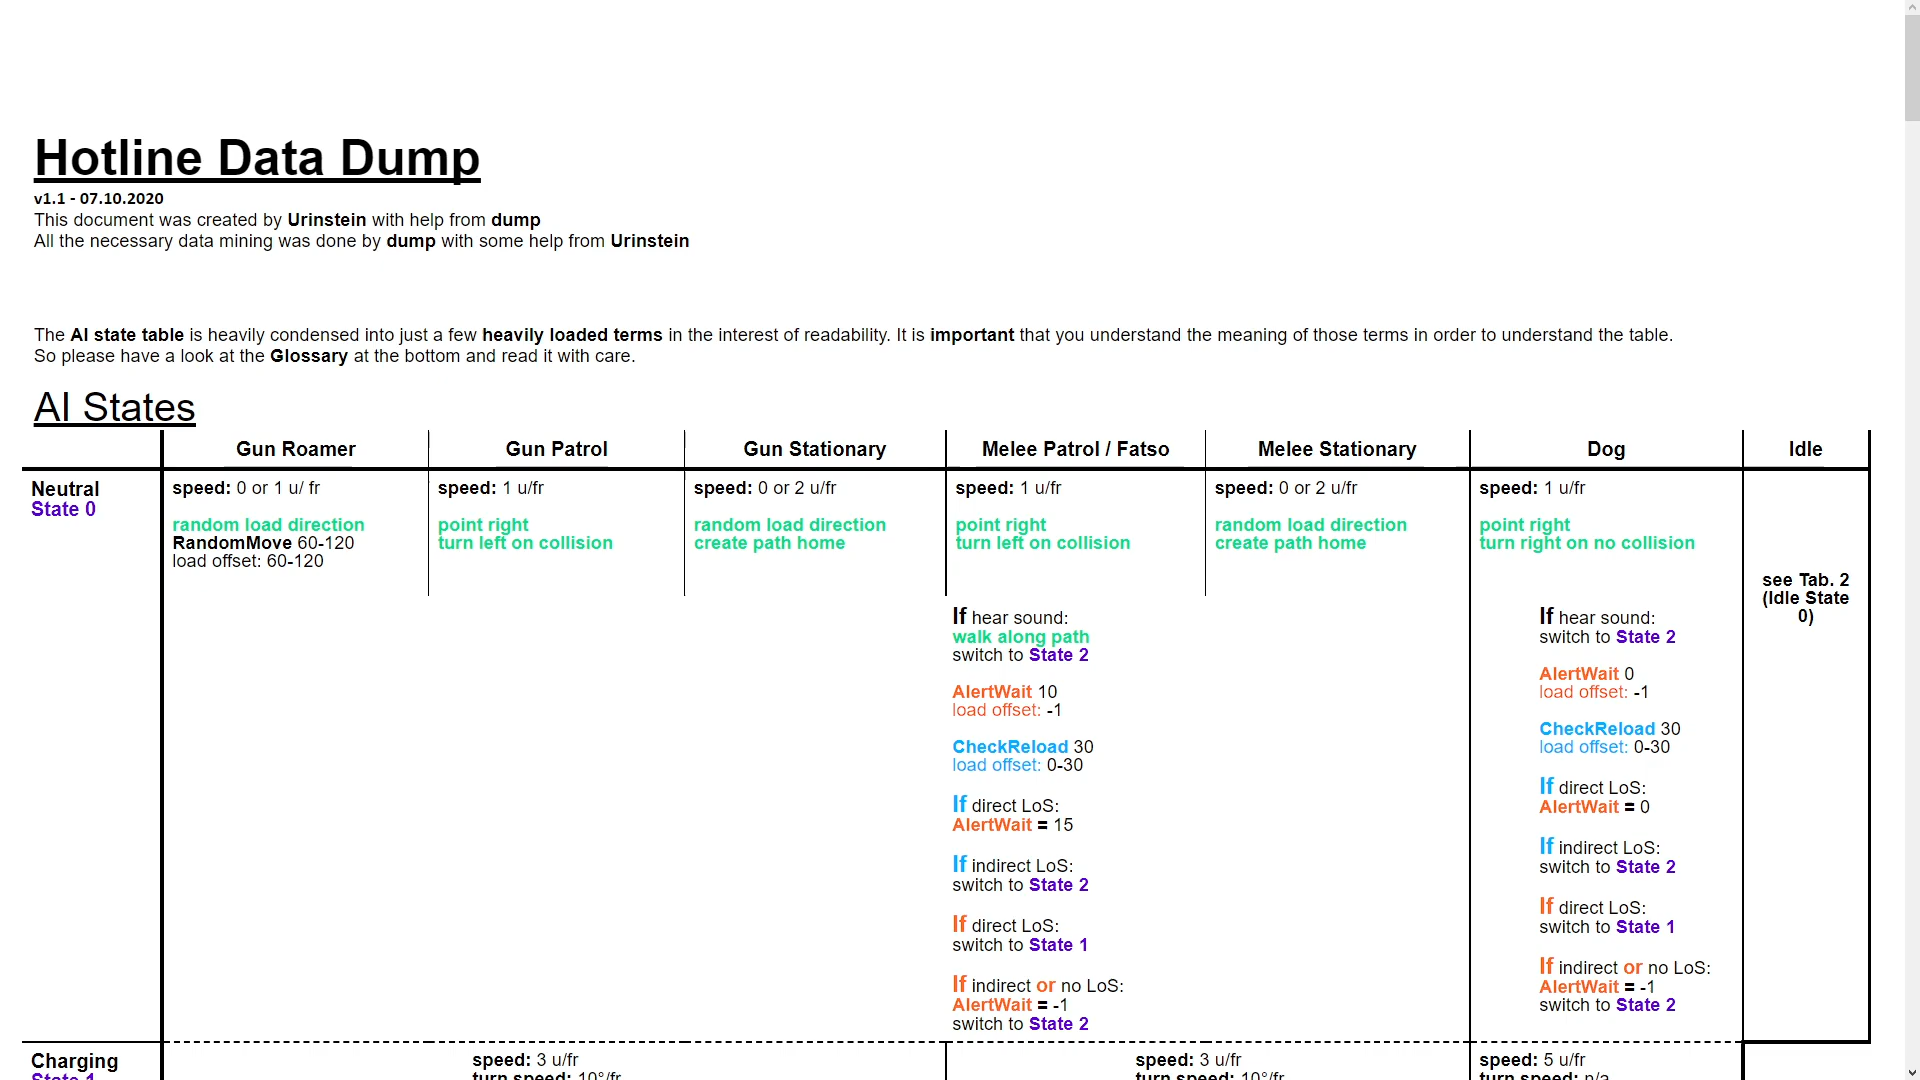 Hotline Data Dump
v1.1 - 07.10.2020
This document was created by Urinstein with help from dump
All the necessary data mining was done by dump with some help from Urinstein
The AI state table is heavily condensed into just a few heavily loaded terms in the interest of readability. It is important that you understand the meaning of those terms in order to understand the table.
So please have a look at the Glossary at the bottom and read it with care.
AI States
Gun Roamer
Gun Patrol
Gun Stationary
Melee Patrol / Fatso
Melee Stationary
Dog
Idle
Neutral
State 0
speed: 0 or 1 u/ fr
random load direction
RandomMove 60-120
load offset: 60-120
speed: 1 u/fr
point right
turn left on collision
speed: 0 or 2 u/fr
random load direction
create path home
speed: 1 u/fr
point right
turn left on collision
speed: 0 or 2 u/fr
random load direction
create path home
speed: 1 u/fr
point right
turn right on no collision
If hear sound:
walk along path
switch to State 2
AlertWait 10
load offset: -1
CheckReload 30
load offset: 0-30
If direct LoS:
AlertWait = 15
If indirect LoS:
switch to State 2
If direct LoS:
switch to State 1
If indirect or no LoS:
AlertWait = -1
switch to State 2
If hear sound:
switch to State 2
AlertWait 0
load offset: -1
CheckReload 30
load offset: 0-30
If direct LoS:
AlertWait = 0
If indirect LoS:
switch to State 2
If direct LoS:
switch to State 1
If indirect or no LoS:
AlertWait = -1
switch to State 2
see Tab. 2
(Idle State
0)
Charging
State 1
speed: 3 u/fr
turn speed: 10°/fr
speed: 3 u/fr
turn speed: 10°/fr
speed: 5 u/fr
turn speed: n/a